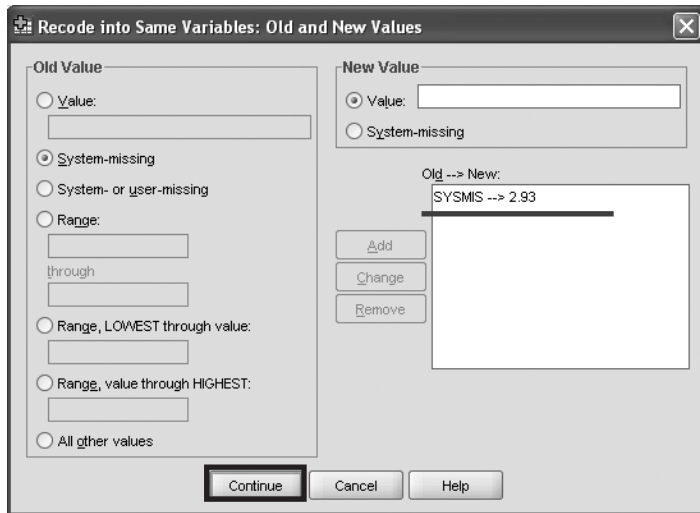 Recode into Same Variables: Old and New Values
Old Value
Value:
System-missing
System- or user-missing
Range:
through
Range, LOWEST through value:
Range, value through HIGHEST:
All other values
New Value
Value:
System-missing
Old --> New:
SYSMIS --> 2.93
Add
Change
Remove
Continue
Cancel
Help